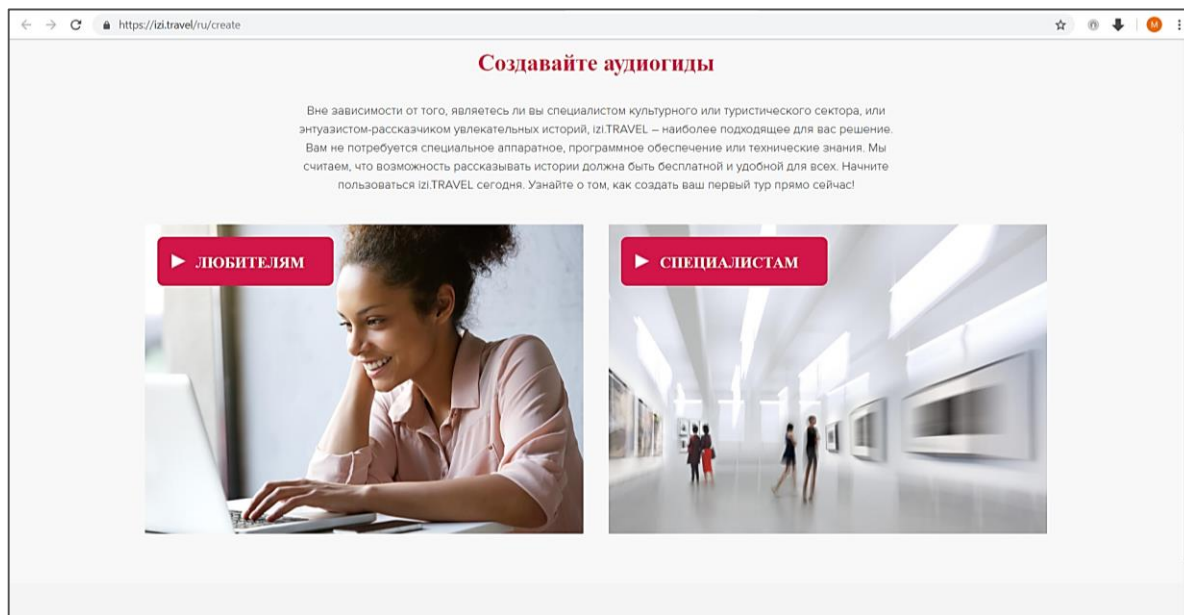 https://izi.travel/ru/create
M
Создавайте аудиогиды
Вне зависимости от того, являетесь ли вы специалистом культурного или туристического сектора, или
энтузиастом-рассказчиком увлекательных историй, izi.TRAVEL – наиболее подходящее для вас решение.
Вам не потребуется специальное аппаратное, программное обеспечение или технические знания. Мы
считаем, что возможность рассказывать истории должна быть бесплатной и удобной для всех. Начните
пользоваться izi.TRAVEL сегодня. Узнайте о том, как создать ваш первый тур прямо сейчас!
ЛЮБИТЕЛЯМ
СПЕЦИАЛИСТАМ